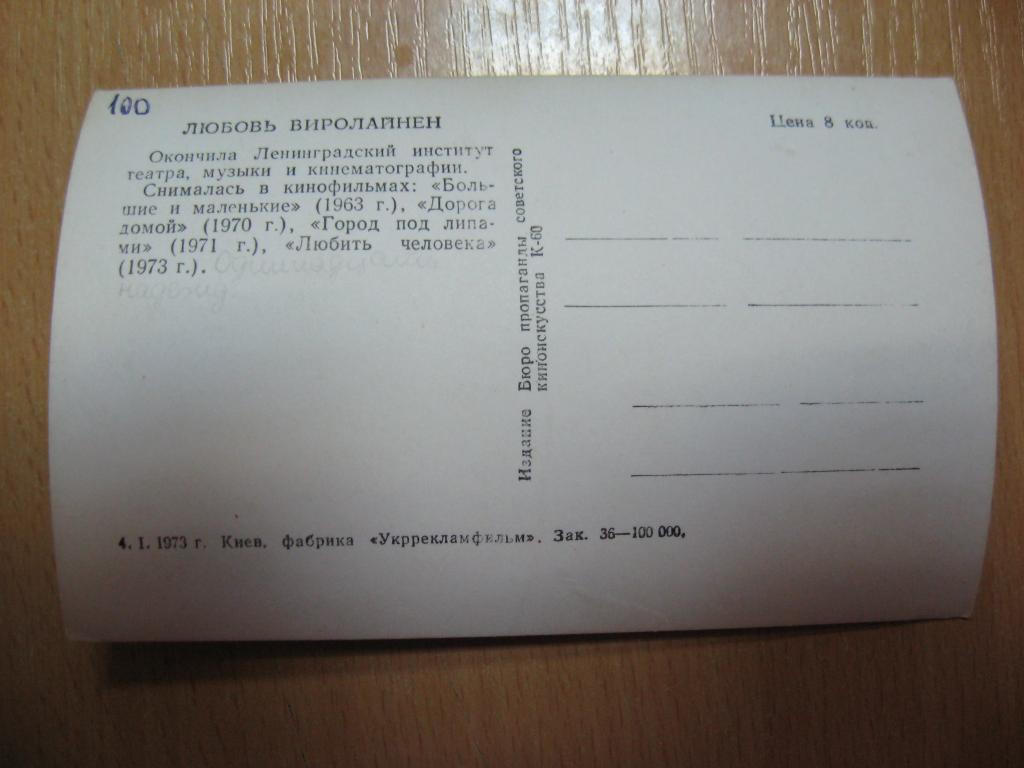 100
ЛЮБОВЬ ВИРОЛАЙНЕН
Окончила Ленинградский институт
театра, музыки и кинематографии.
Снималась в кинофильмах: «Боль-
шие и маленькие» (1963 г.), «Дорога
домой» (1970 г.), «Город под липа-
ми» (1971 г.), «Любить человека»
(1973 г.). Одиннадцать
надежд
Издание Бюро пропаганды советского
киноискусства К-60
Цена 8 коп.
4. I. 1973 г. Киев. фабрика «Укррекламфильм». Зак. 36—100 000.